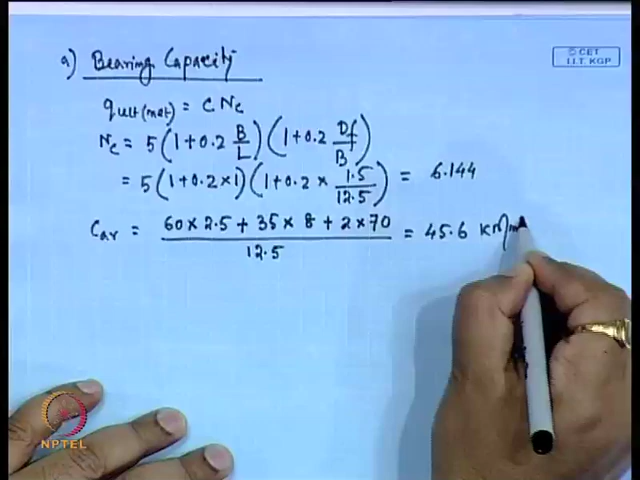 © CET
I.I.T. KGP
a) Bearing Capacity
qult(mat) = C Nc
Nc = 5 (1+0.2 B/L) (1+0.2 Df/B)
= 5 (1+0.2×1) (1+0.2 × 1.5/12.5) = 6.144
Cav = 60×2.5 + 35×8 + 2×70 / 12.5 = 45.6 kN/m
NPTEL